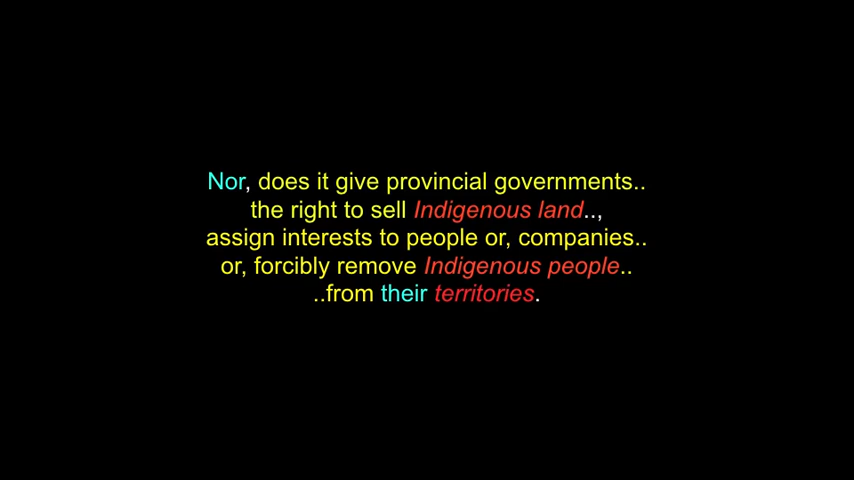 Nor, does it give provincial governments..
the right to sell Indigenous land..,
assign interests to people or, companies..
or, forcibly remove Indigenous people..
..from their territories.